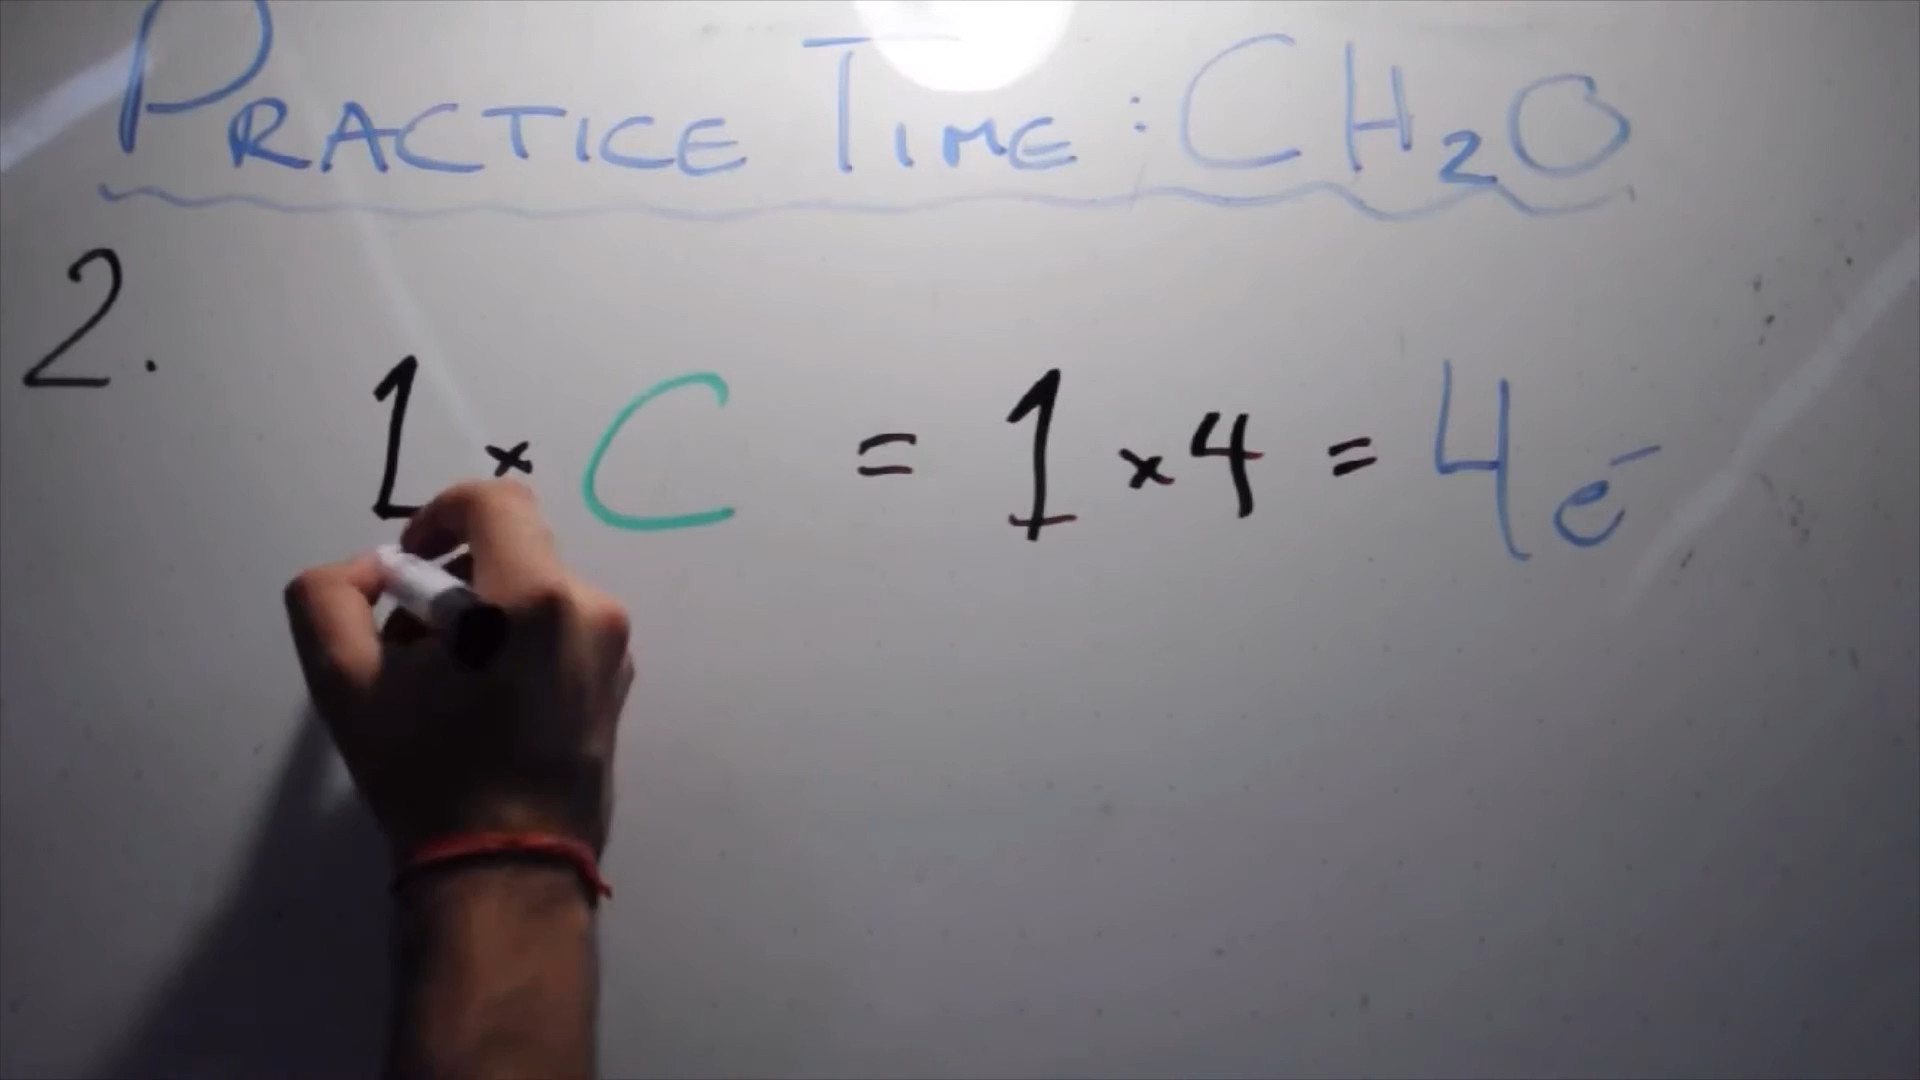 PRACTICE TIME: CH₂O
2.
1 × C = 1 × 4 = 4e⁻